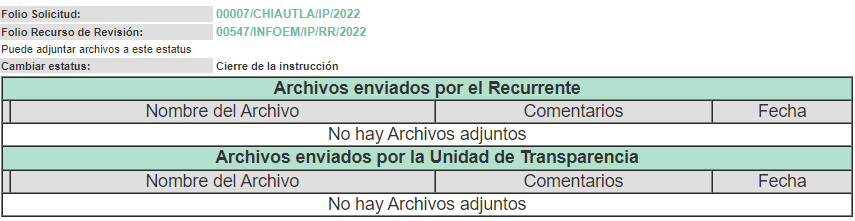 Folio Solicitud: 00007/CHIAUTLA/IP/2022
Folio Recurso de Revisión: 00547/INFOEM/IP/RR/2022
Puede adjuntar archivos a este estatus
Cambiar estatus: Cierre de la instrucción
Archivos enviados por el Recurrente
Nombre del Archivo Comentarios Fecha
No hay Archivos adjuntos
Archivos enviados por la Unidad de Transparencia
Nombre del Archivo Comentarios Fecha
No hay Archivos adjuntos